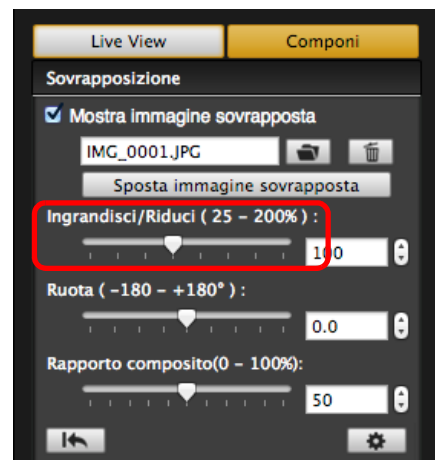 Live View Componi
Sovrapposizione
Mostra immagine sovrapposta
IMG_0001.JPG
Sposta immagine sovrapposta
Ingrandisci/Riduci ( 25 – 200% ) :
100
Ruota ( –180 – +180° ) :
0.0
Rapporto composito(0 – 100%):
50